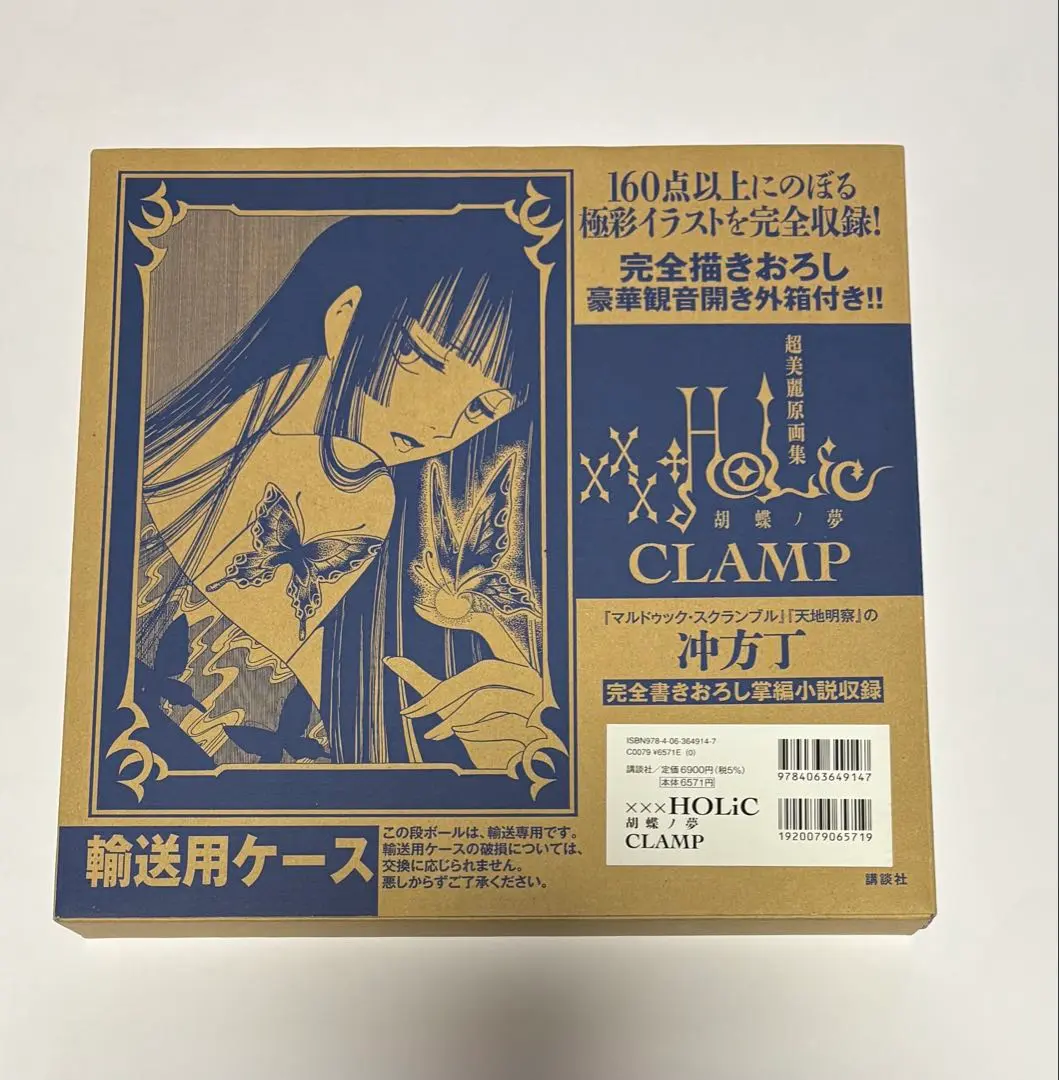 160点以上にのぼる
極彩イラストを完全収録!
完全描きおろし
豪華観音開き外箱付き!!
超美麗原画集
×××HOLiC
胡蝶ノ夢
CLAMP
『マルドゥック・スクランブル』『天地明察』の
冲方丁
完全書きおろし掌編小説収録
ISBN978-4-06-364914-7
C0079 ¥6571E (0)
講談社/定価6900円(税5%)
本体6571円
×××HOLiC
胡蝶ノ夢
CLAMP
9784063649147
1920079065719
講談社
輸送用ケース
この段ボールは、輸送専用です。
輸送用ケースの破損については、
交換に応じられません。
悪しからずご了承ください。